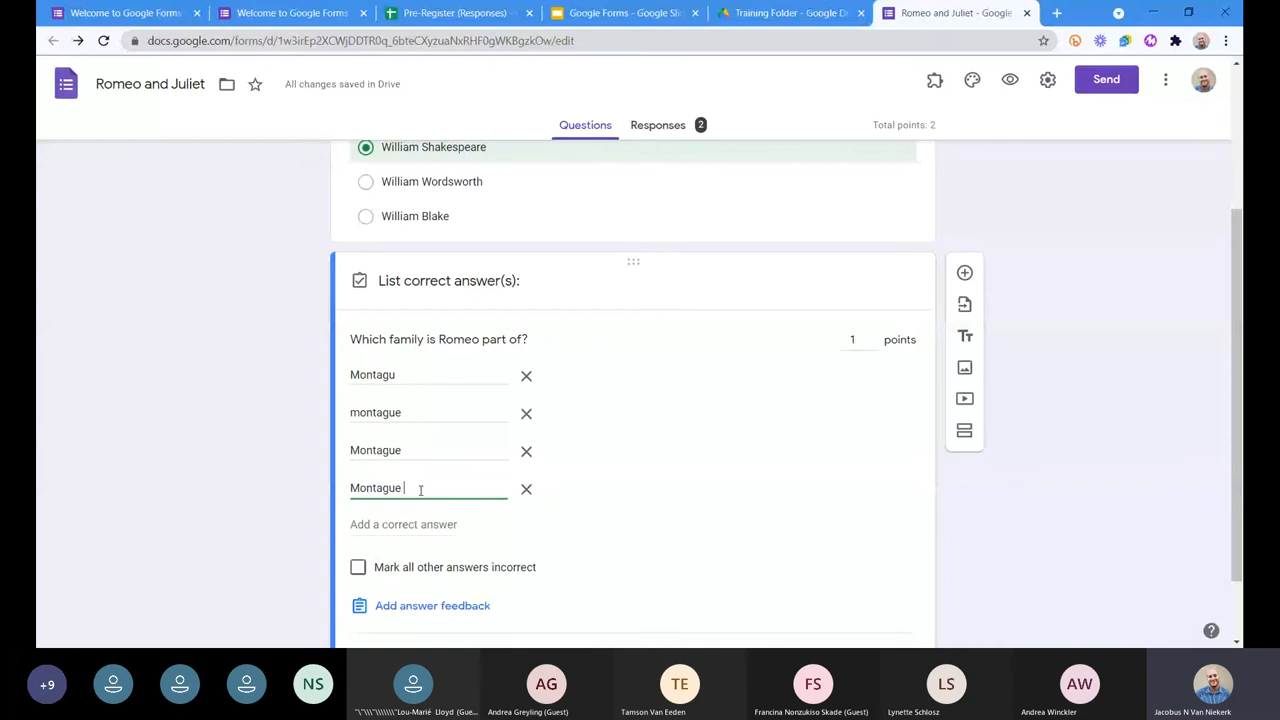 Welcome to Google Forms
Welcome to Google Forms
Pre-Register (Responses) -
Google Forms - Google Sli
Training Folder - Google D
Romeo and Juliet - Google
docs.google.com/forms/d/1w3irEp2XCWjDDTR0q_6bteCXyzuaNxRHF0gWKBgzkOw/edit
Romeo and Juliet
All changes saved in Drive
Send
Questions
Responses 2
Total points: 2
William Shakespeare
William Wordsworth
William Blake
List correct answer(s):
Which family is Romeo part of?
1 points
Montagu
montague
Montague
Montague
Add a correct answer
Mark all other answers incorrect
Add answer feedback
+9
NS
AG
TE
FS
LS
AW
\"\"\\\\\"\\\\\\\"Lou-Marié Lloyd (Gue...
Andrea Greyling (Guest)
Tamson Van Eeden
Francina Nonzukiso Skade (Guest)
Lynette Schlosz
Andrea Winckler
Jacobus N Van Niekerk